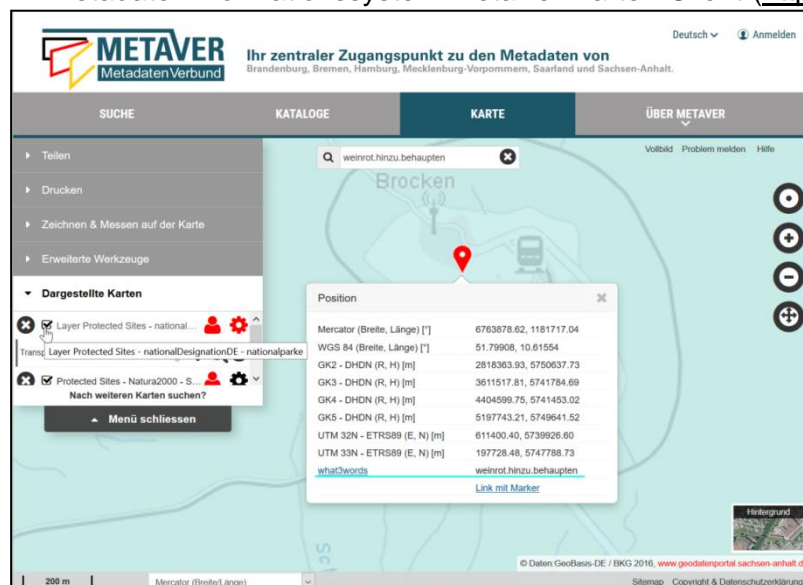 METAVER
MetadatenVerbund
Ihr zentraler Zugangspunkt zu den Metadaten von
Brandenburg, Bremen, Hamburg, Mecklenburg-Vorpommern, Saarland und Sachsen-Anhalt.
Deutsch
Anmelden
SUCHE
KATALOGE
KARTE
ÜBER METAVER
Teilen
Drucken
Zeichnen & Messen auf der Karte
Erweiterte Werkzeuge
Dargestellte Karten
Layer Protected Sites - national...
Layer Protected Sites - nationalDesignationDE - nationalparke
Protected Sites - Natura2000 - S...
Nach weiteren Karten suchen?
Menü schliessen
weinrot.hinzu.behaupten
Vollbild Problem melden Hilfe
Brocken
Position
Mercator (Breite, Länge) [°] 6763878.62, 1181717.04
WGS 84 (Breite, Länge) [°] 51.79908, 10.61554
GK2 - DHDN (R, H) [m] 2818363.93, 5750637.73
GK3 - DHDN (R, H) [m] 3611517.81, 5741784.69
GK4 - DHDN (R, H) [m] 4404599.75, 5741453.02
GK5 - DHDN (R, H) [m] 5197743.21, 5749641.52
UTM 32N - ETRS89 (E, N) [m] 611400.40, 5739926.60
UTM 33N - ETRS89 (E, N) [m] 197728.48, 5747788.73
what3words weinrot.hinzu.behaupten
Link mit Marker
Hintergrund
© Daten:GeoBasis-DE / BKG 2016, www.geodatenportal.sachsen-anhalt.d
200 m
Mercator (Breite/Länge)
Sitemap Copyright & Datenschutzerklärung